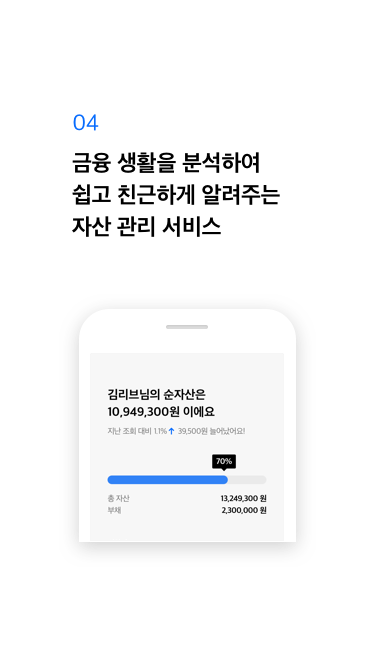 04
금융 생활을 분석하여
쉽고 친근하게 알려주는
자산 관리 서비스
김리브님의 순자산은
10,949,300원 이에요
지난 조회 대비 1.1% ↑ 39,500원 늘어났어요!
70%
총 자산 13,249,300 원
부채 2,300,000 원